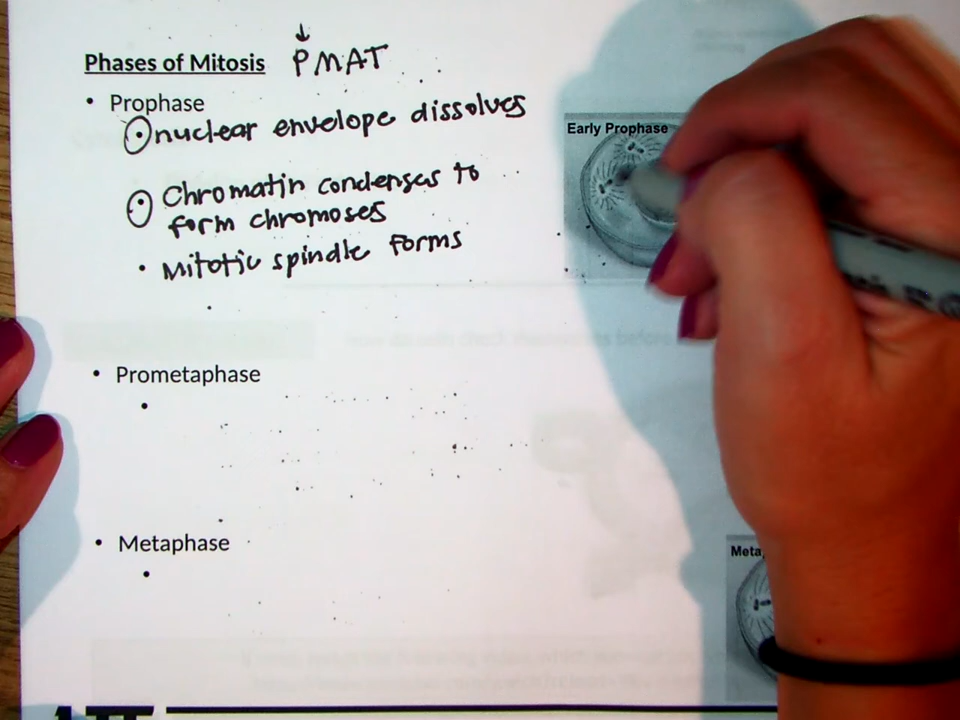 Phases of Mitosis PMAT
• Prophase
nuclear envelope dissolves
Early Prophase
Chromatin condenses to
form chromoses
• Mitotic spindle forms
• Prometaphase
• Metaphase